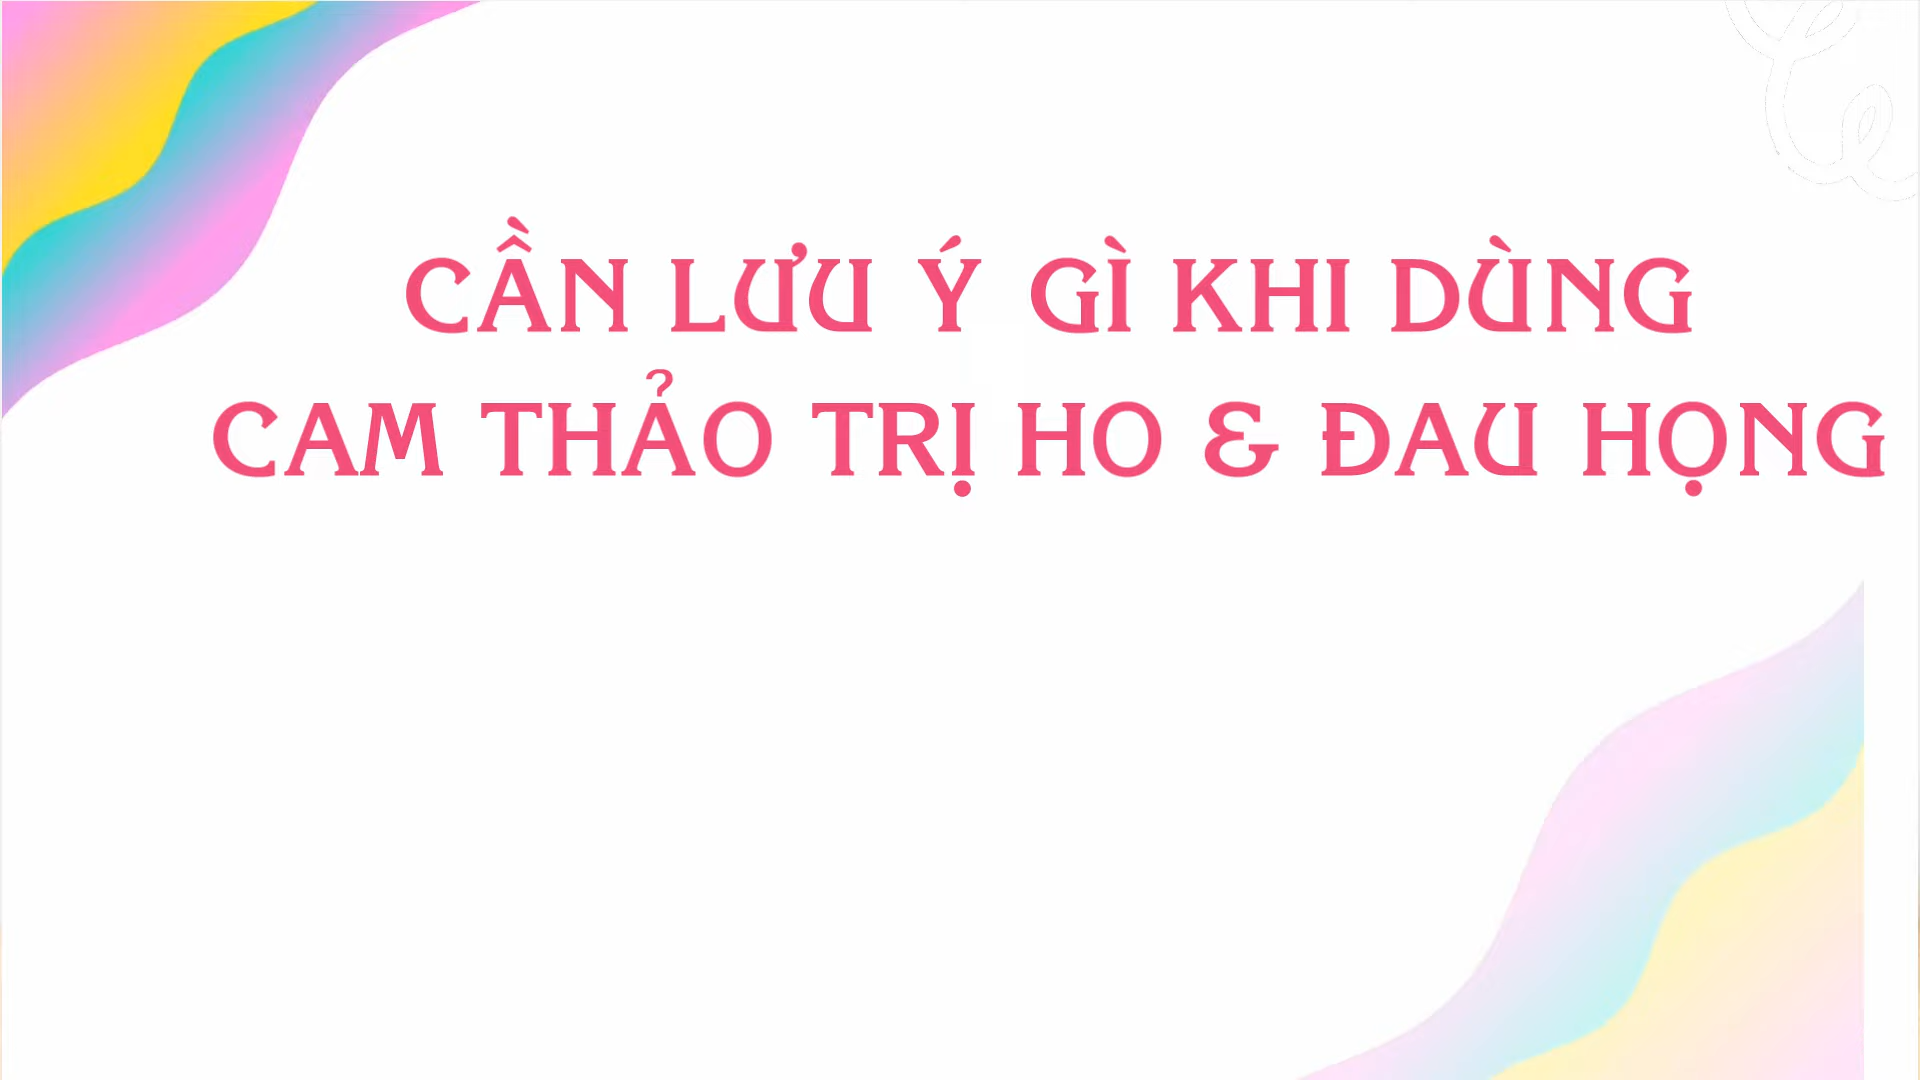 CẦN LƯU Ý GÌ KHI DÙNG
CAM THẢO TRỊ HO & ĐAU HỌNG